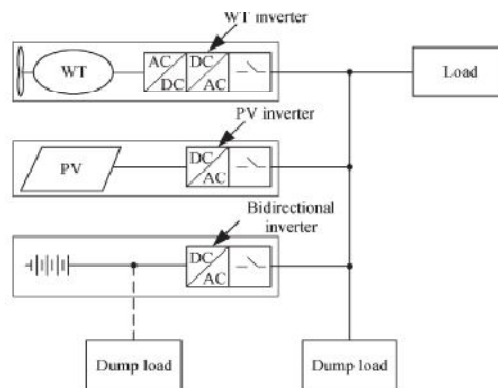 WT inverter
WT
AC
DC
DC
AC
Load
PV inverter
PV
DC
AC
Bidirectional
inverter
DC
AC
Dump load
Dump load